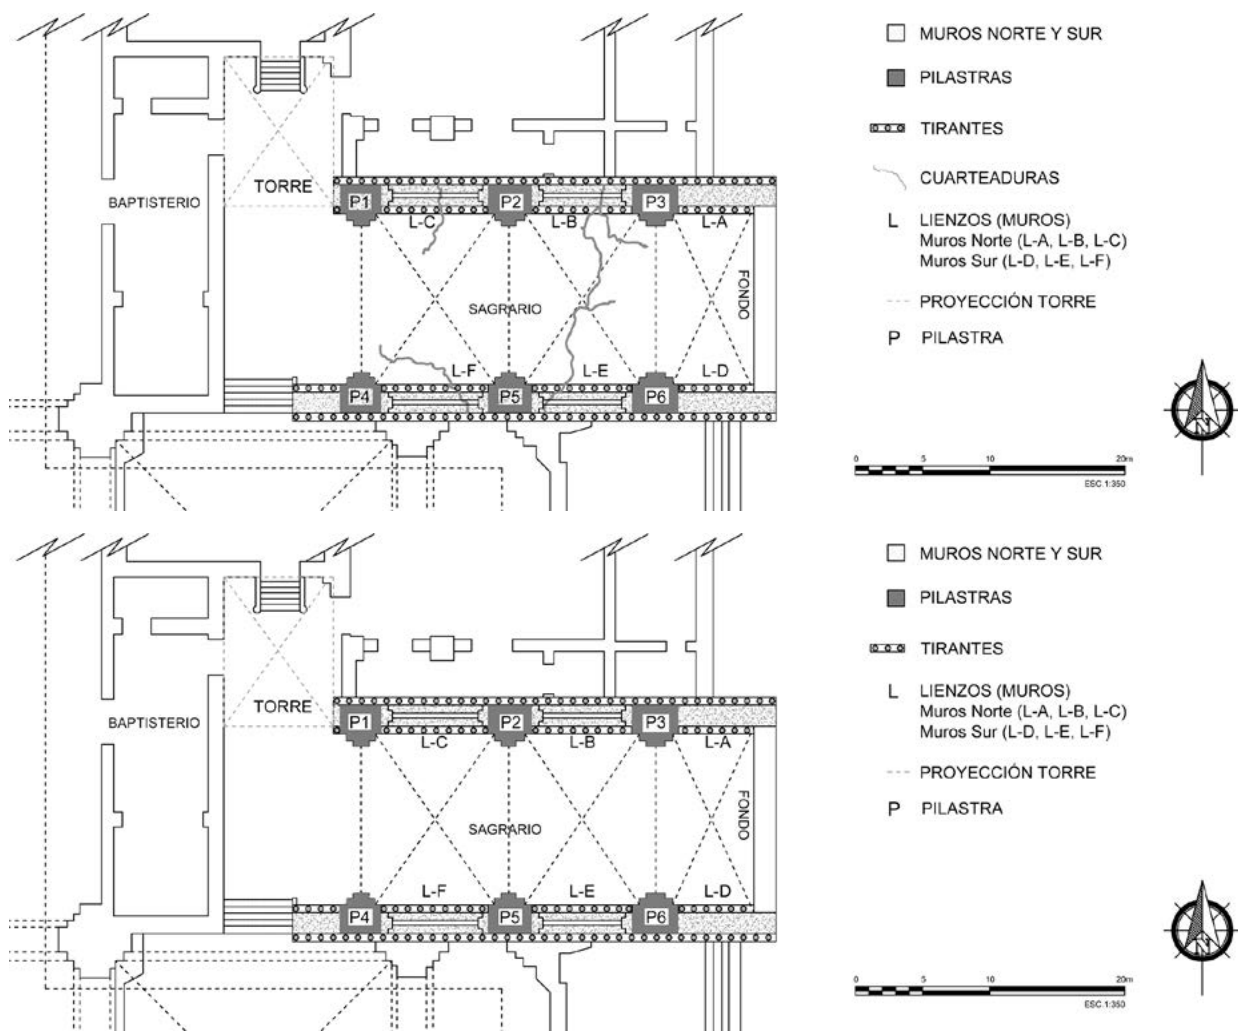 MUROS NORTE Y SUR
PILASTRAS
TIRANTES
CUARTEADURAS
L LIENZOS (MUROS)
Muros Norte (L-A, L-B, L-C)
Muros Sur (L-D, L-E, L-F)
PROYECCIÓN TORRE
P PILASTRA
TORRE
BAPTISTERIO
P1 P2 P3
L-C L-B L-A
FONDO
SAGRARIO
L-F L-E L-D
P4 P5 P6
N
0 5 10 20m
ESC.1:350
MUROS NORTE Y SUR
PILASTRAS
TIRANTES
L LIENZOS (MUROS)
Muros Norte (L-A, L-B, L-C)
Muros Sur (L-D, L-E, L-F)
PROYECCIÓN TORRE
P PILASTRA
TORRE
BAPTISTERIO
P1 P2 P3
L-C L-B L-A
FONDO
SAGRARIO
L-F L-E L-D
P4 P5 P6
N
0 5 10 20m
ESC.1:350